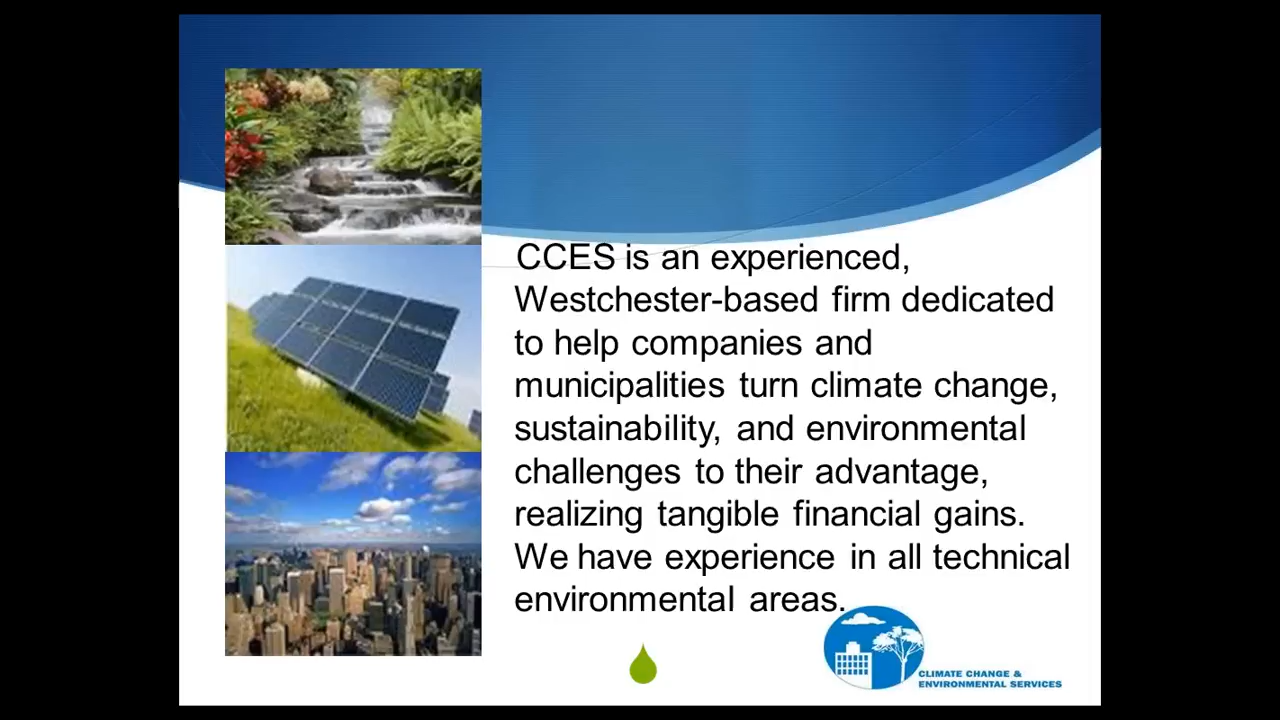 CCES is an experienced,
Westchester-based firm dedicated
to help companies and
municipalities turn climate change,
sustainability, and environmental
challenges to their advantage,
realizing tangible financial gains.
We have experience in all technical
environmental areas.
CLIMATE CHANGE &
ENVIRONMENTAL SERVICES